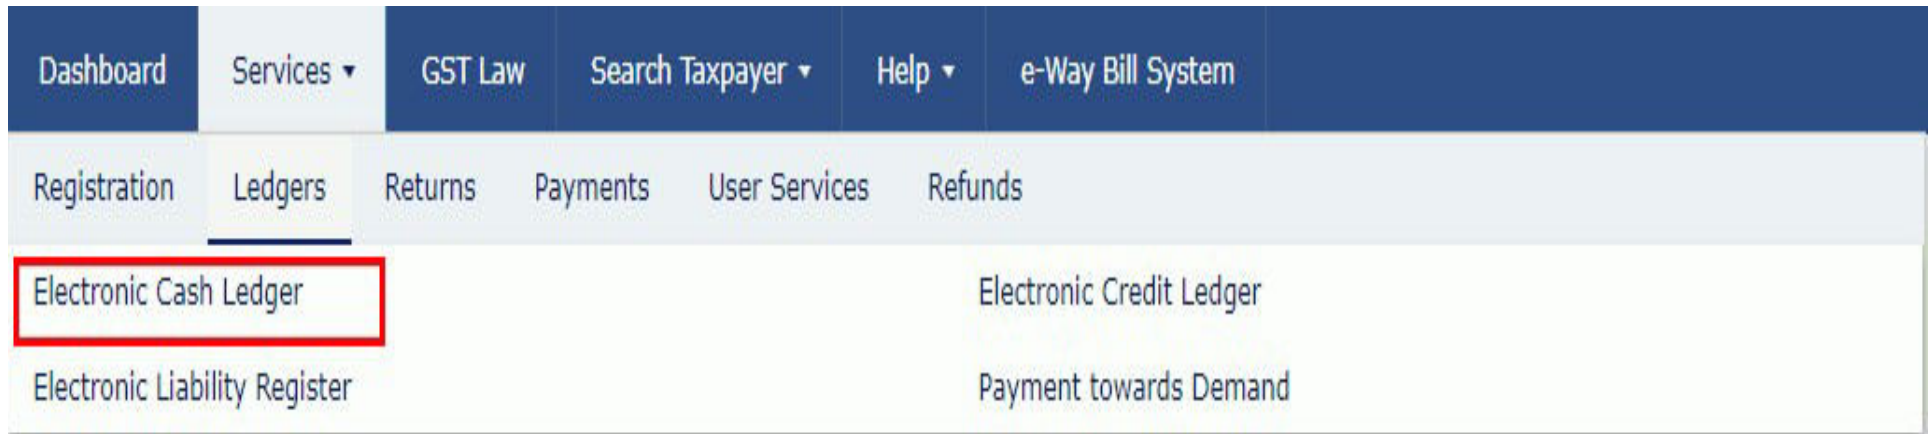 Dashboard Services GST Law Search Taxpayer Help e-Way Bill System
Registration Ledgers Returns Payments User Services Refunds
Electronic Cash Ledger Electronic Credit Ledger
Electronic Liability Register Payment towards Demand